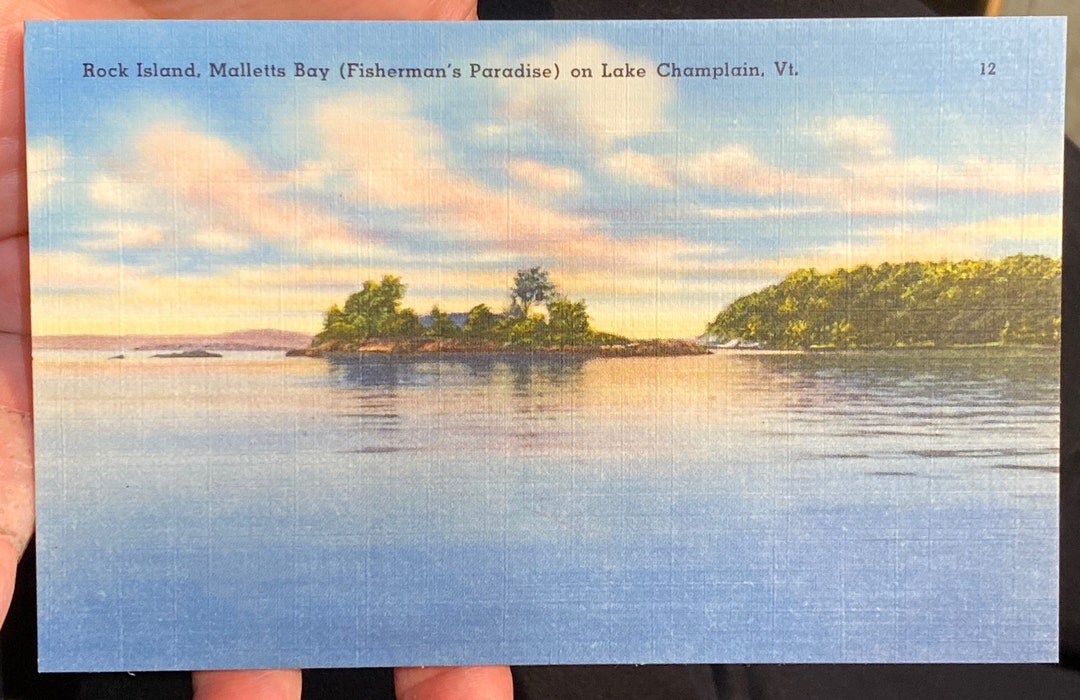 Rock Island, Malletts Bay (Fisherman's Paradise) on Lake Champlain, Vt. 12